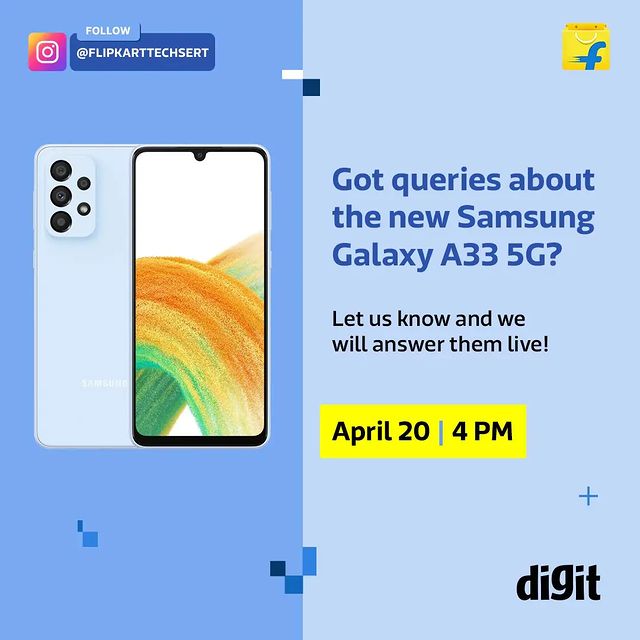 FOLLOW
@FLIPKARTTECHSERT
f
SAMSUNG
Got queries about
the new Samsung
Galaxy A33 5G?
Let us know and we
will answer them live!
April 20 | 4 PM
digit